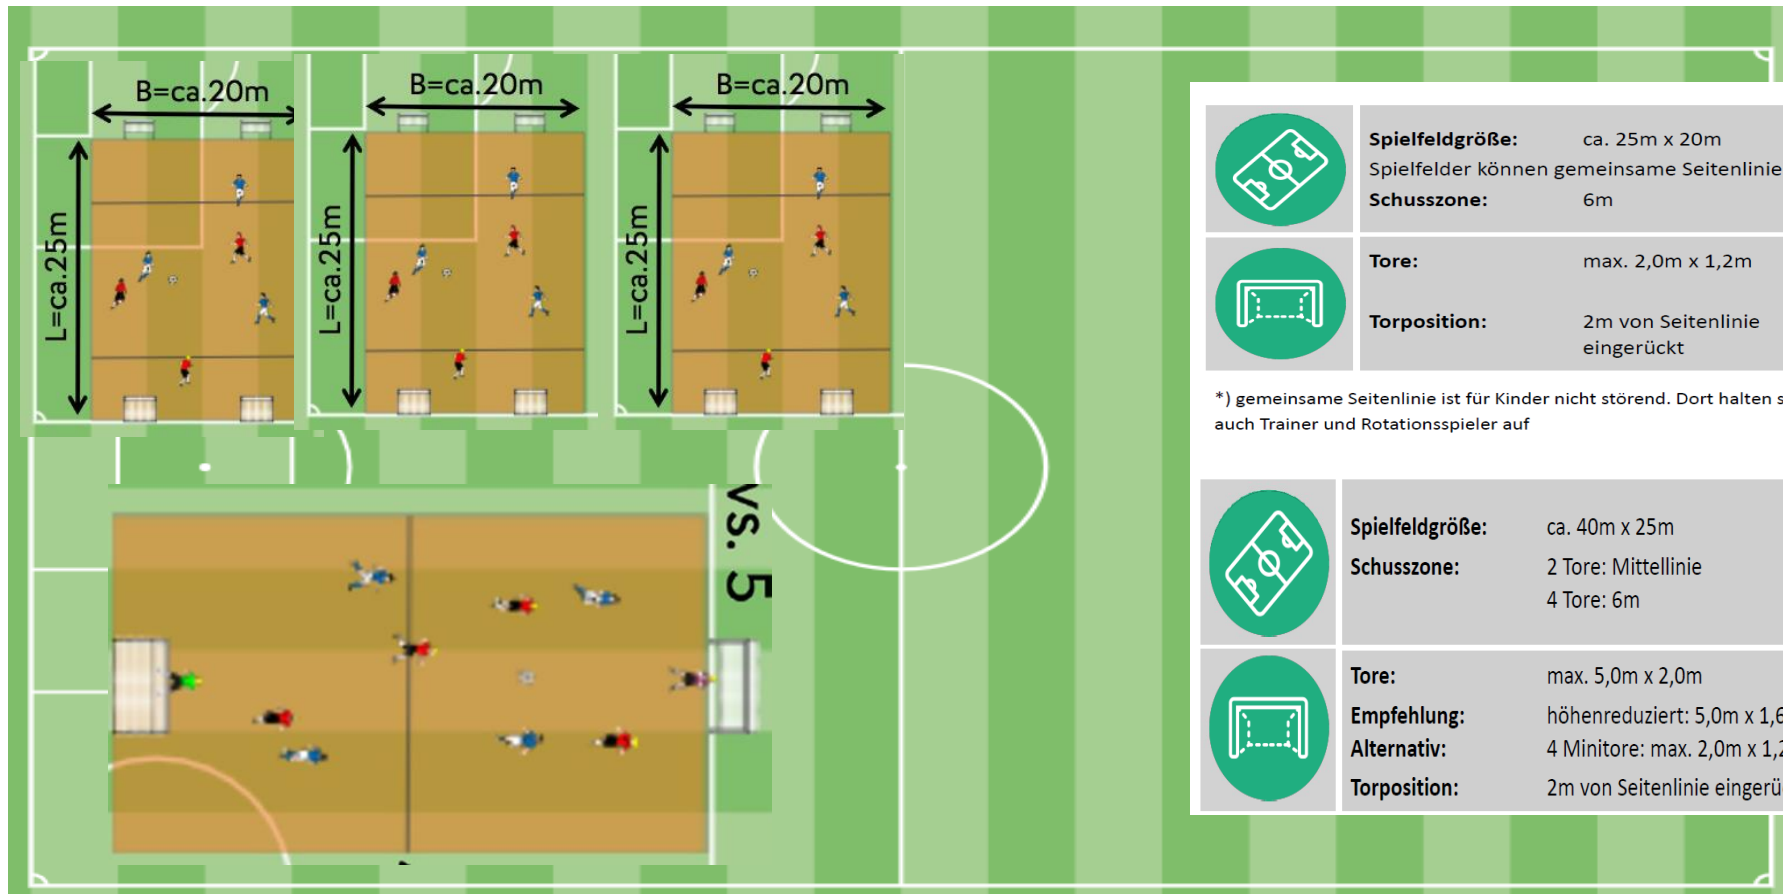 B=ca.20m
B=ca.20m
B=ca.20m
L=ca.25m
L=ca.25m
L=ca.25m
vs. 5
Spielfeldgröße: ca. 25m x 20m
Spielfelder können gemeinsame Seitenlinie
Schusszone: 6m
Tore: max. 2,0m x 1,2m
Torposition: 2m von Seitenlinie
eingerückt
*) gemeinsame Seitenlinie ist für Kinder nicht störend. Dort halten s
auch Trainer und Rotationsspieler auf
Spielfeldgröße: ca. 40m x 25m
Schusszone: 2 Tore: Mittellinie
4 Tore: 6m
Tore: max. 5,0m x 2,0m
Empfehlung: höhenreduziert: 5,0m x 1,6
Alternativ: 4 Minitore: max. 2,0m x 1,2
Torposition: 2m von Seitenlinie eingerü